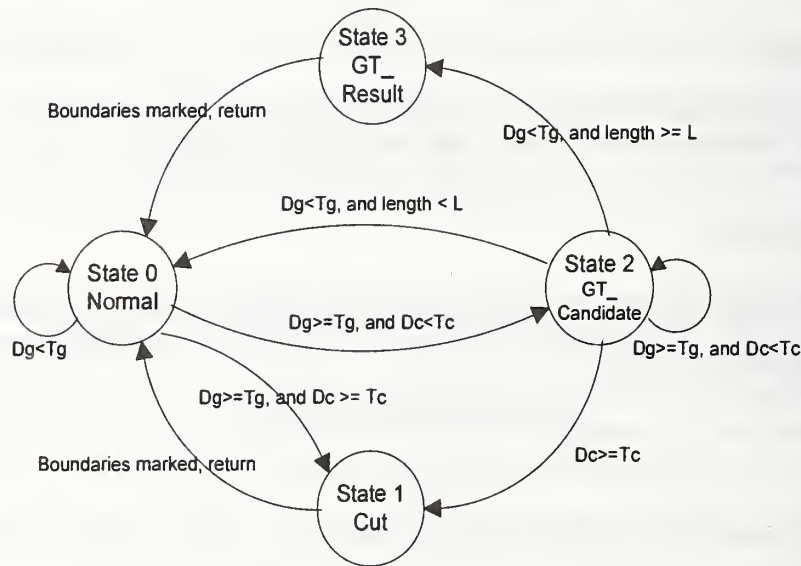 State 3
GT_
Result
Boundaries marked, return
Dg<Tg, and length >= L
Dg<Tg, and length < L
State 0
Normal
State 2
GT_
Candidate
Dg>=Tg, and Dc<Tc
Dg<Tg
Dg>=Tg, and Dc<Tc
Dg>=Tg, and Dc >= Tc
Dc>=Tc
Boundaries marked, return
State 1
Cut